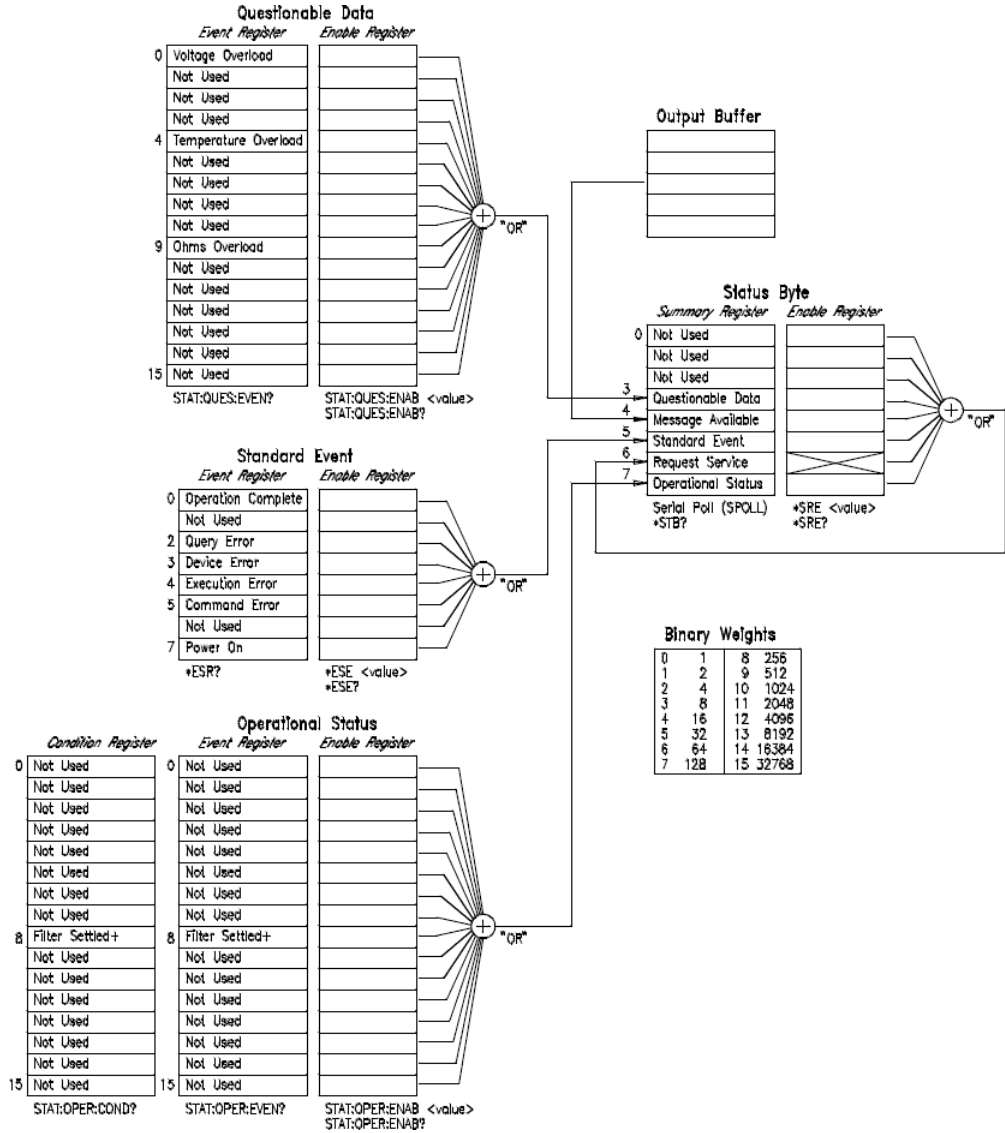 Questionable Data
Event Register Enable Register
0 Voltage Overload
Not Used
Not Used
Not Used
4 Temperature Overload
Not Used
Not Used
Not Used
Not Used
9 Ohms Overload
Not Used
Not Used
Not Used
Not Used
Not Used
15 Not Used
STAT:QUES:EVEN? STAT:QUES:ENAB <value>
STAT:QUES:ENAB?
+
"OR"
Output Buffer
Status Byte
Summary Register Enable Register
0 Not Used
Not Used
Not Used
3 Questionable Data
4 Message Available
5 Standard Event
6 Request Service
7 Operational Status
Serial Poll (SPOLL) *SRE <value>
*STB? *SRE?
+
"OR"
Standard Event
Event Register Enable Register
0 Operation Complete
Not Used
2 Query Error
3 Device Error
4 Execution Error
5 Command Error
Not Used
7 Power On
*ESR? *ESE <value>
*ESE?
+
"OR"
Binary Weights
0 1 8 256
1 2 9 512
2 4 10 1024
3 8 11 2048
4 16 12 4096
5 32 13 8192
6 64 14 16384
7 128 15 32768
Operational Status
Condition Register Event Register Enable Register
0 Not Used 0 Not Used
Not Used Not Used
Not Used Not Used
Not Used Not Used
Not Used Not Used
Not Used Not Used
Not Used Not Used
Not Used Not Used
8 Filter Settled+ 8 Filter Settled+
Not Used Not Used
Not Used Not Used
Not Used Not Used
Not Used Not Used
Not Used Not Used
Not Used Not Used
15 Not Used 15 Not Used
STAT:OPER:COND? STAT:OPER:EVEN? STAT:OPER:ENAB <value>
STAT:OPER:ENAB?
+
"OR"